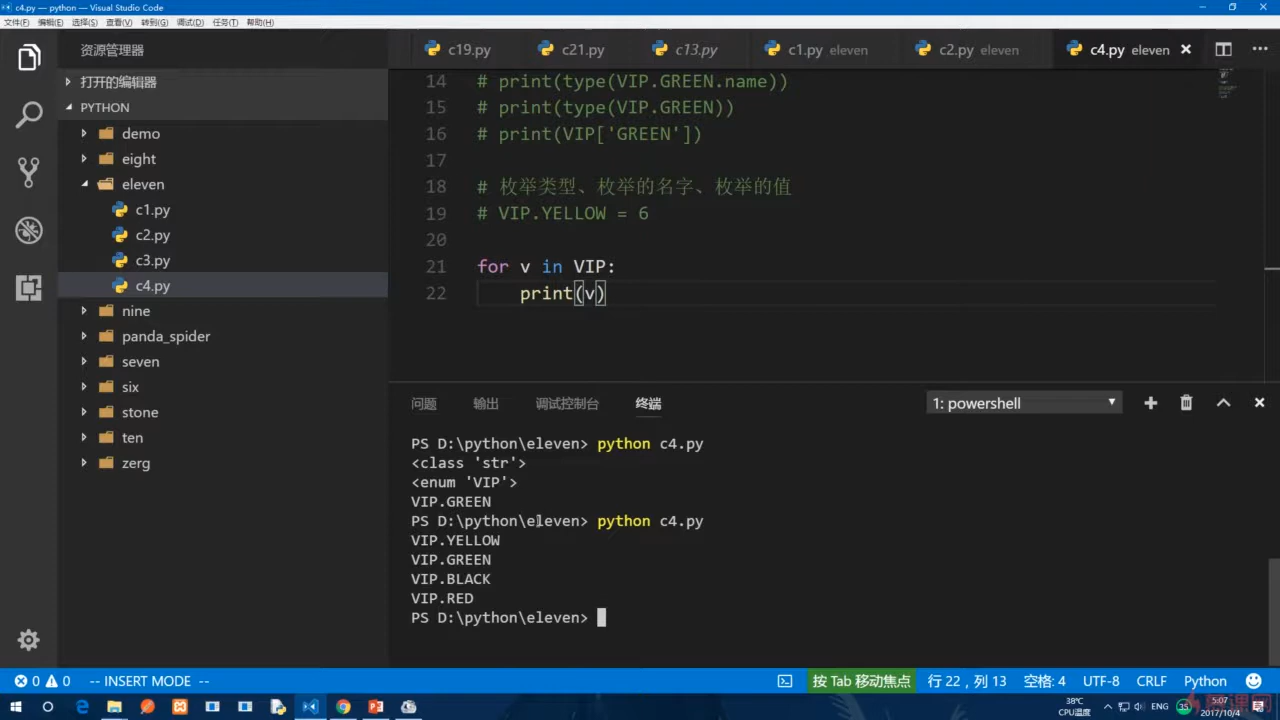 c4.py — python — Visual Studio Code
文件(F) 编辑(E) 选择(S) 查看(V) 转到(G) 调试(D) 任务(T) 帮助(H)
资源管理器
c19.py c21.py c13.py c1.py eleven c2.py eleven c4.py eleven
打开的编辑器
PYTHON
demo
eight
eleven
c1.py
c2.py
c3.py
c4.py
nine
panda_spider
seven
six
stone
ten
zerg
14 # print(type(VIP.GREEN.name))
15 # print(type(VIP.GREEN))
16 # print(VIP['GREEN'])
17
18 # 枚举类型、枚举的名字、枚举的值
19 # VIP.YELLOW = 6
20
21 for v in VIP:
22 print(v)
问题 输出 调试控制台 终端 1: powershell
PS D:\python\eleven> python c4.py
<class 'str'>
<enum 'VIP'>
VIP.GREEN
PS D:\python\eleven> python c4.py
VIP.YELLOW
VIP.GREEN
VIP.BLACK
VIP.RED
PS D:\python\eleven>
0 0 -- INSERT MODE -- 按 Tab 移动焦点 行 22，列 13 空格: 4 UTF-8 CRLF Python
38℃
CPU温度
ENG
5:07
2017/10/4